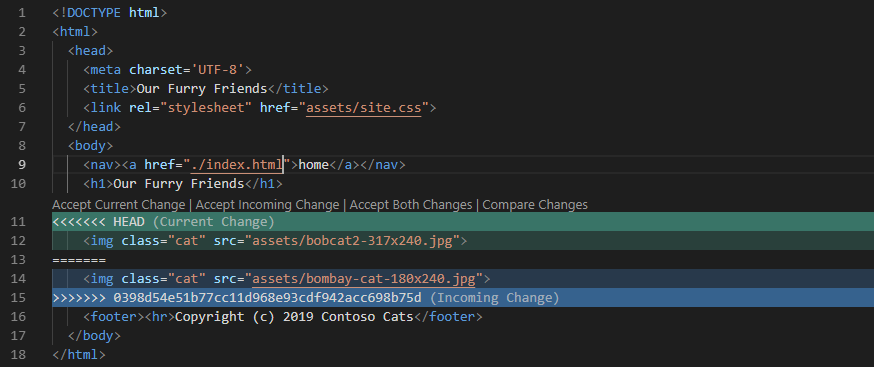 1 <!DOCTYPE html>
2 <html>
3   <head>
4     <meta charset='UTF-8'>
5     <title>Our Furry Friends</title>
6     <link rel="stylesheet" href="assets/site.css">
7   </head>
8   <body>
9     <nav><a href="./index.html">home</a></nav>
10     <h1>Our Furry Friends</h1>
Accept Current Change | Accept Incoming Change | Accept Both Changes | Compare Changes
11 <<<<<<< HEAD (Current Change)
12     <img class="cat" src="assets/bobcat2-317x240.jpg">
13 =======
14     <img class="cat" src="assets/bombay-cat-180x240.jpg">
15 >>>>>>> 0398d54e51b77cc11d968e93cdf942acc698b75d (Incoming Change)
16     <footer><hr>Copyright (c) 2019 Contoso Cats</footer>
17   </body>
18 </html>